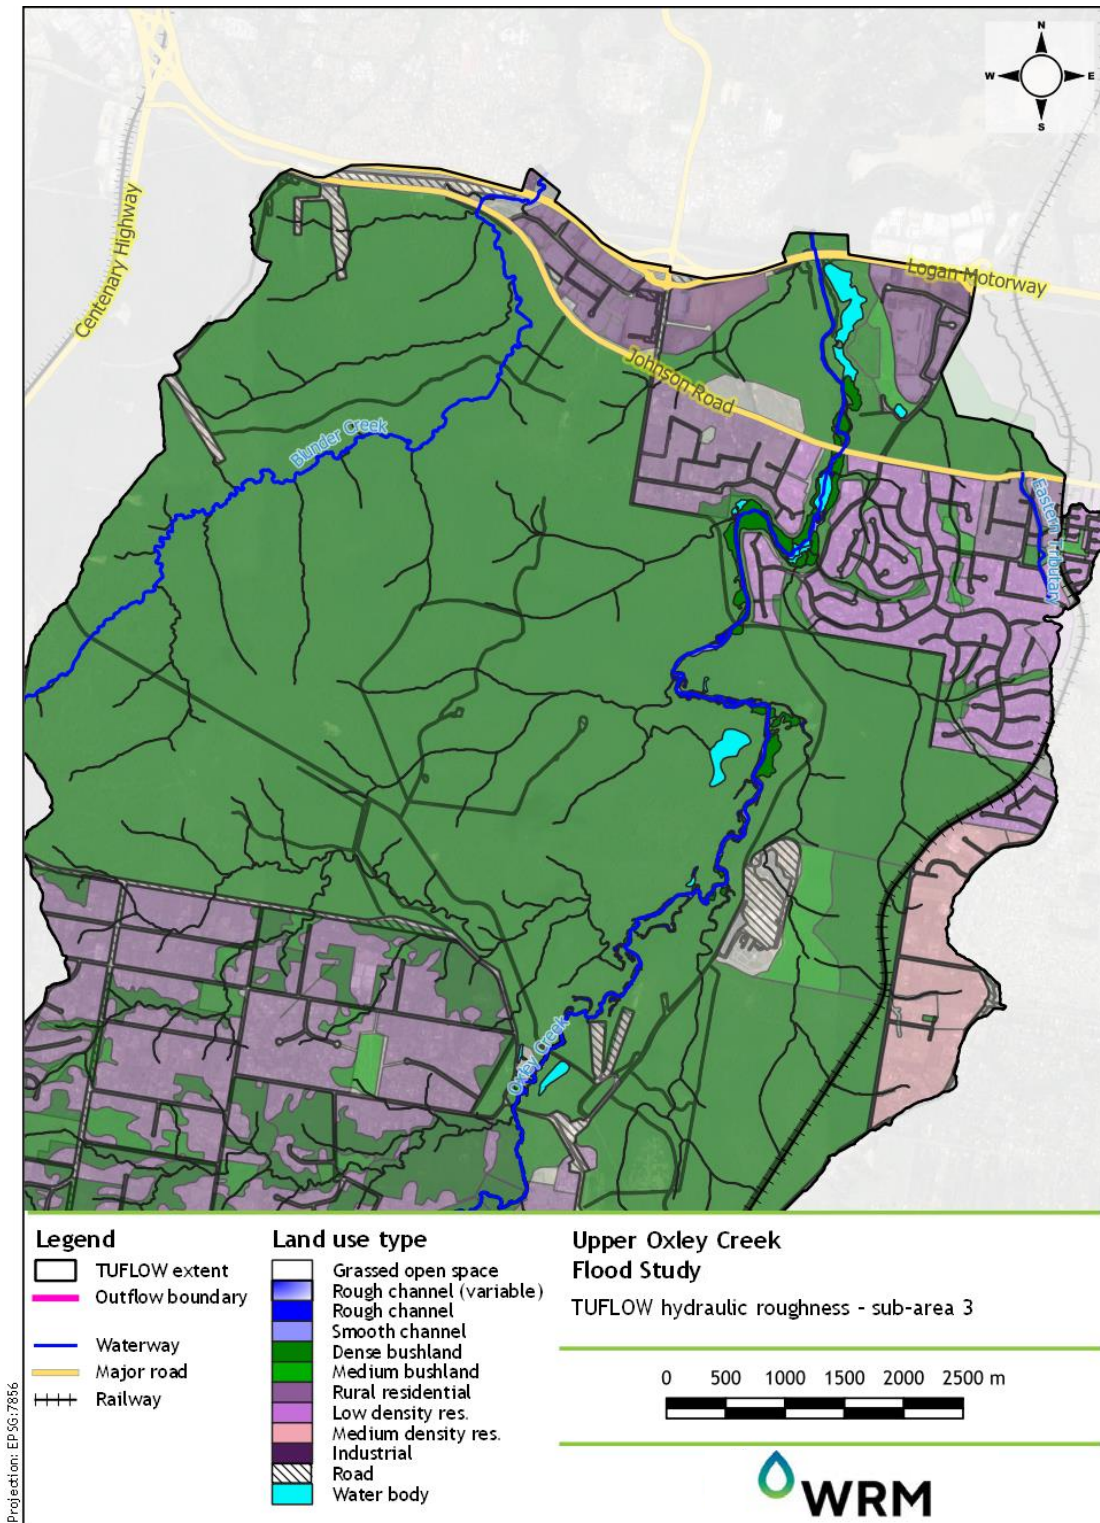 N
W E
S
Centenary Highway
Logan Motorway
Johnson Road
Blunder Creek
Eastern Tributary
Oxley Creek
Legend
TUFLOW extent
Outflow boundary
Waterway
Major road
Railway
Land use type
Grassed open space
Rough channel (variable)
Rough channel
Smooth channel
Dense bushland
Medium bushland
Rural residential
Low density res.
Medium density res.
Industrial
Road
Water body
Upper Oxley Creek
Flood Study
TUFLOW hydraulic roughness - sub-area 3
0 500 1000 1500 2000 2500 m
WRM
Projection: EPSG:7856